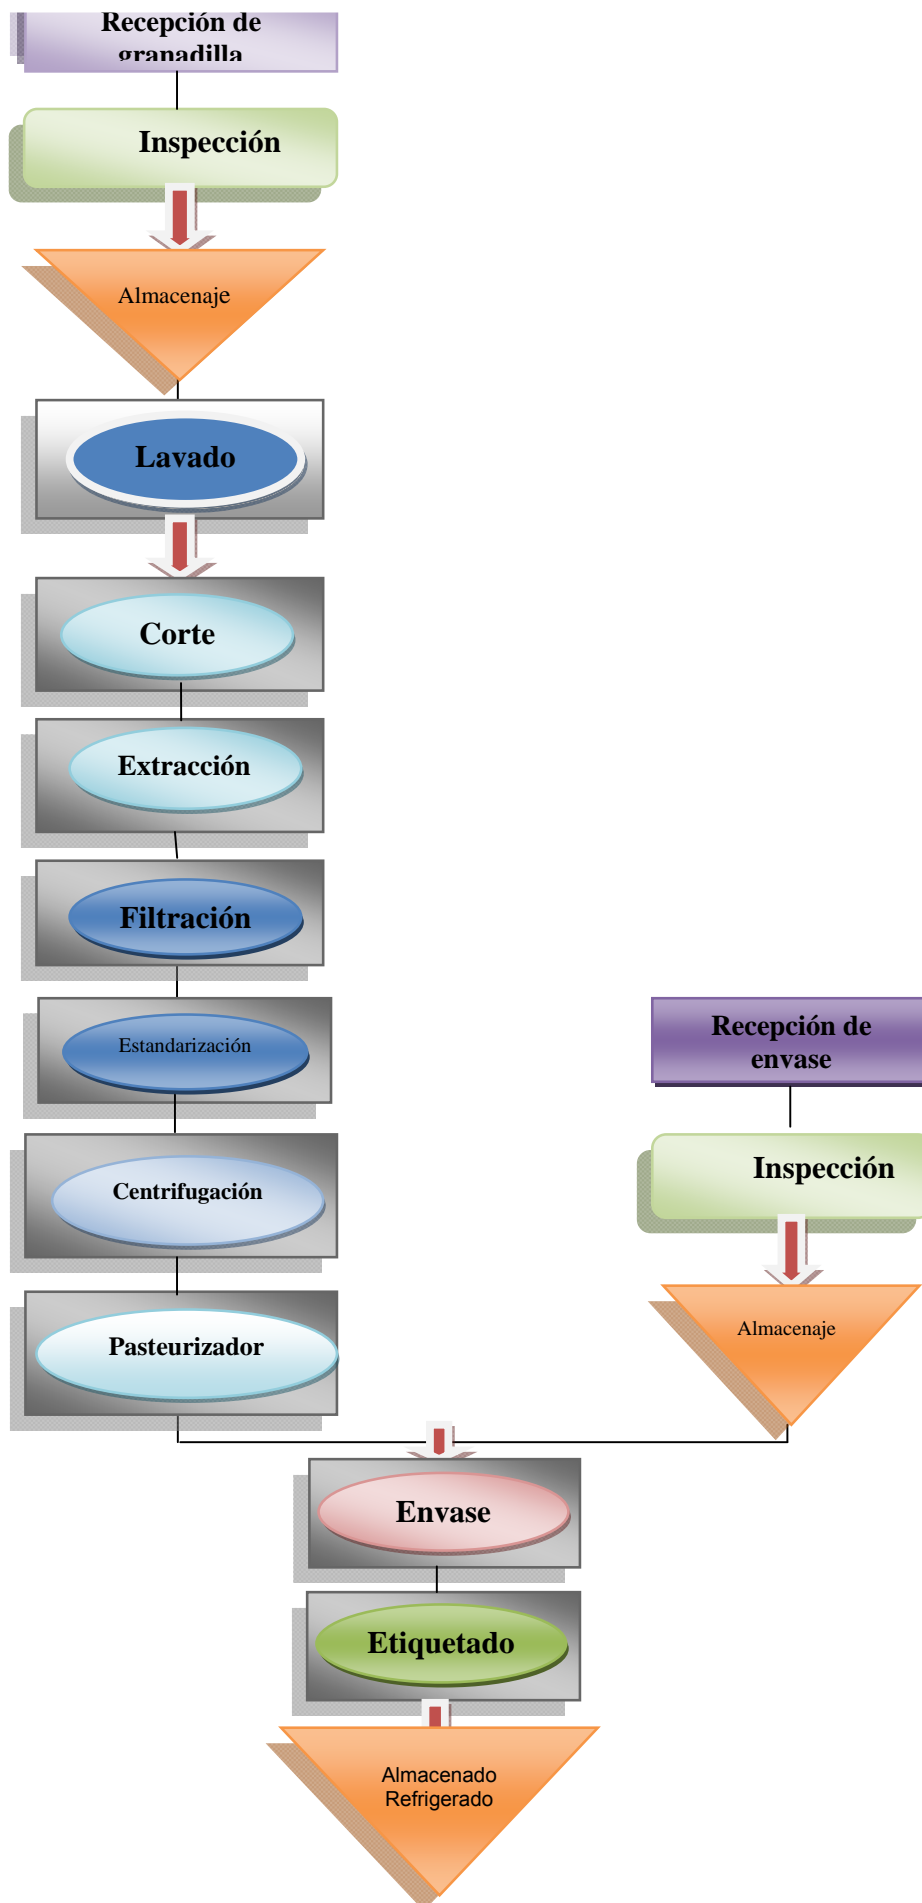 Recepción de
granadilla
Inspección
Almacenaje
Lavado
Corte
Extracción
Filtración
Estandarización
Centrifugación
Pasteurizador
Recepción de
envase
Inspección
Almacenaje
Envase
Etiquetado
Almacenado
Refrigerado